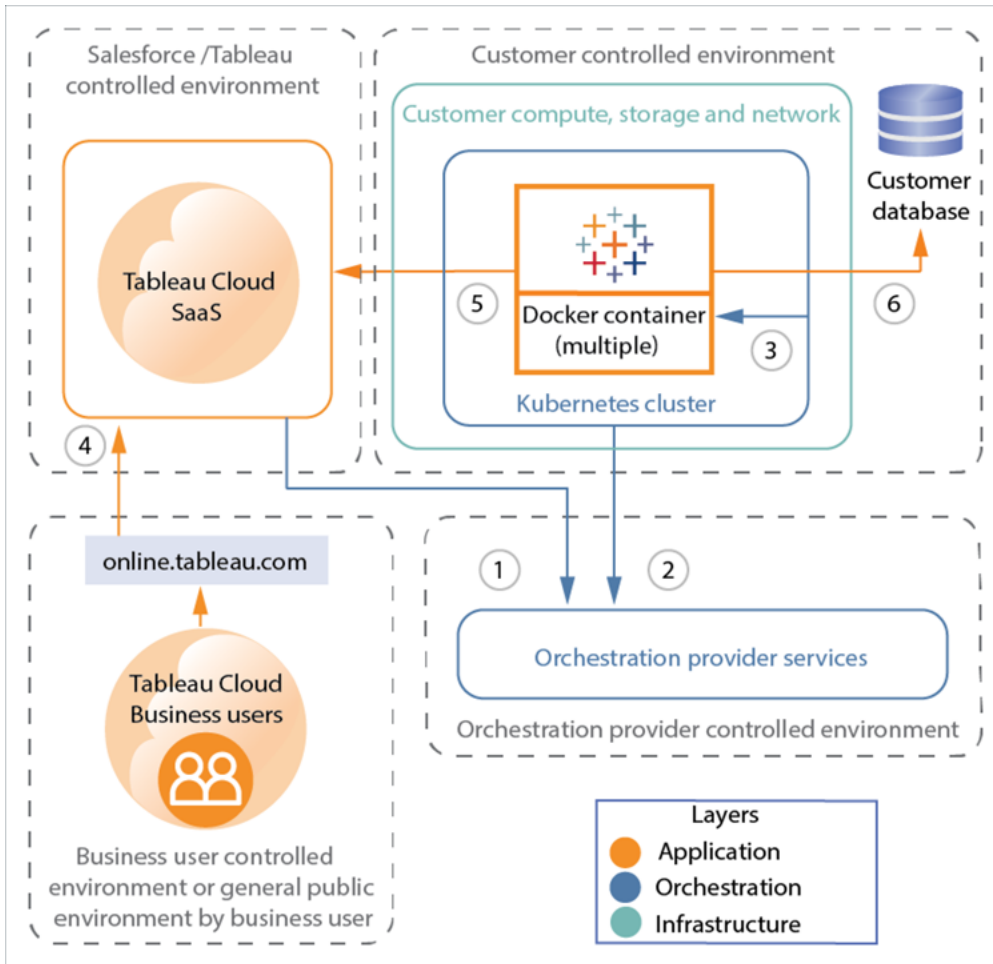 Salesforce /Tableau
controlled environment
Tableau Cloud
SaaS
Customer controlled environment
Customer compute, storage and network
Customer
database
Docker container
(multiple)
Kubernetes cluster
5
6
3
4
online.tableau.com
1
2
Tableau Cloud
Business users
Business user controlled
environment or general public
environment by business user
Orchestration provider services
Orchestration provider controlled environment
Layers
Application
Orchestration
Infrastructure